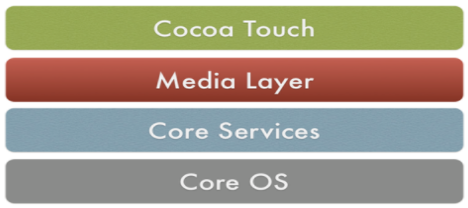 Cocoa Touch
Media Layer
Core Services
Core OS